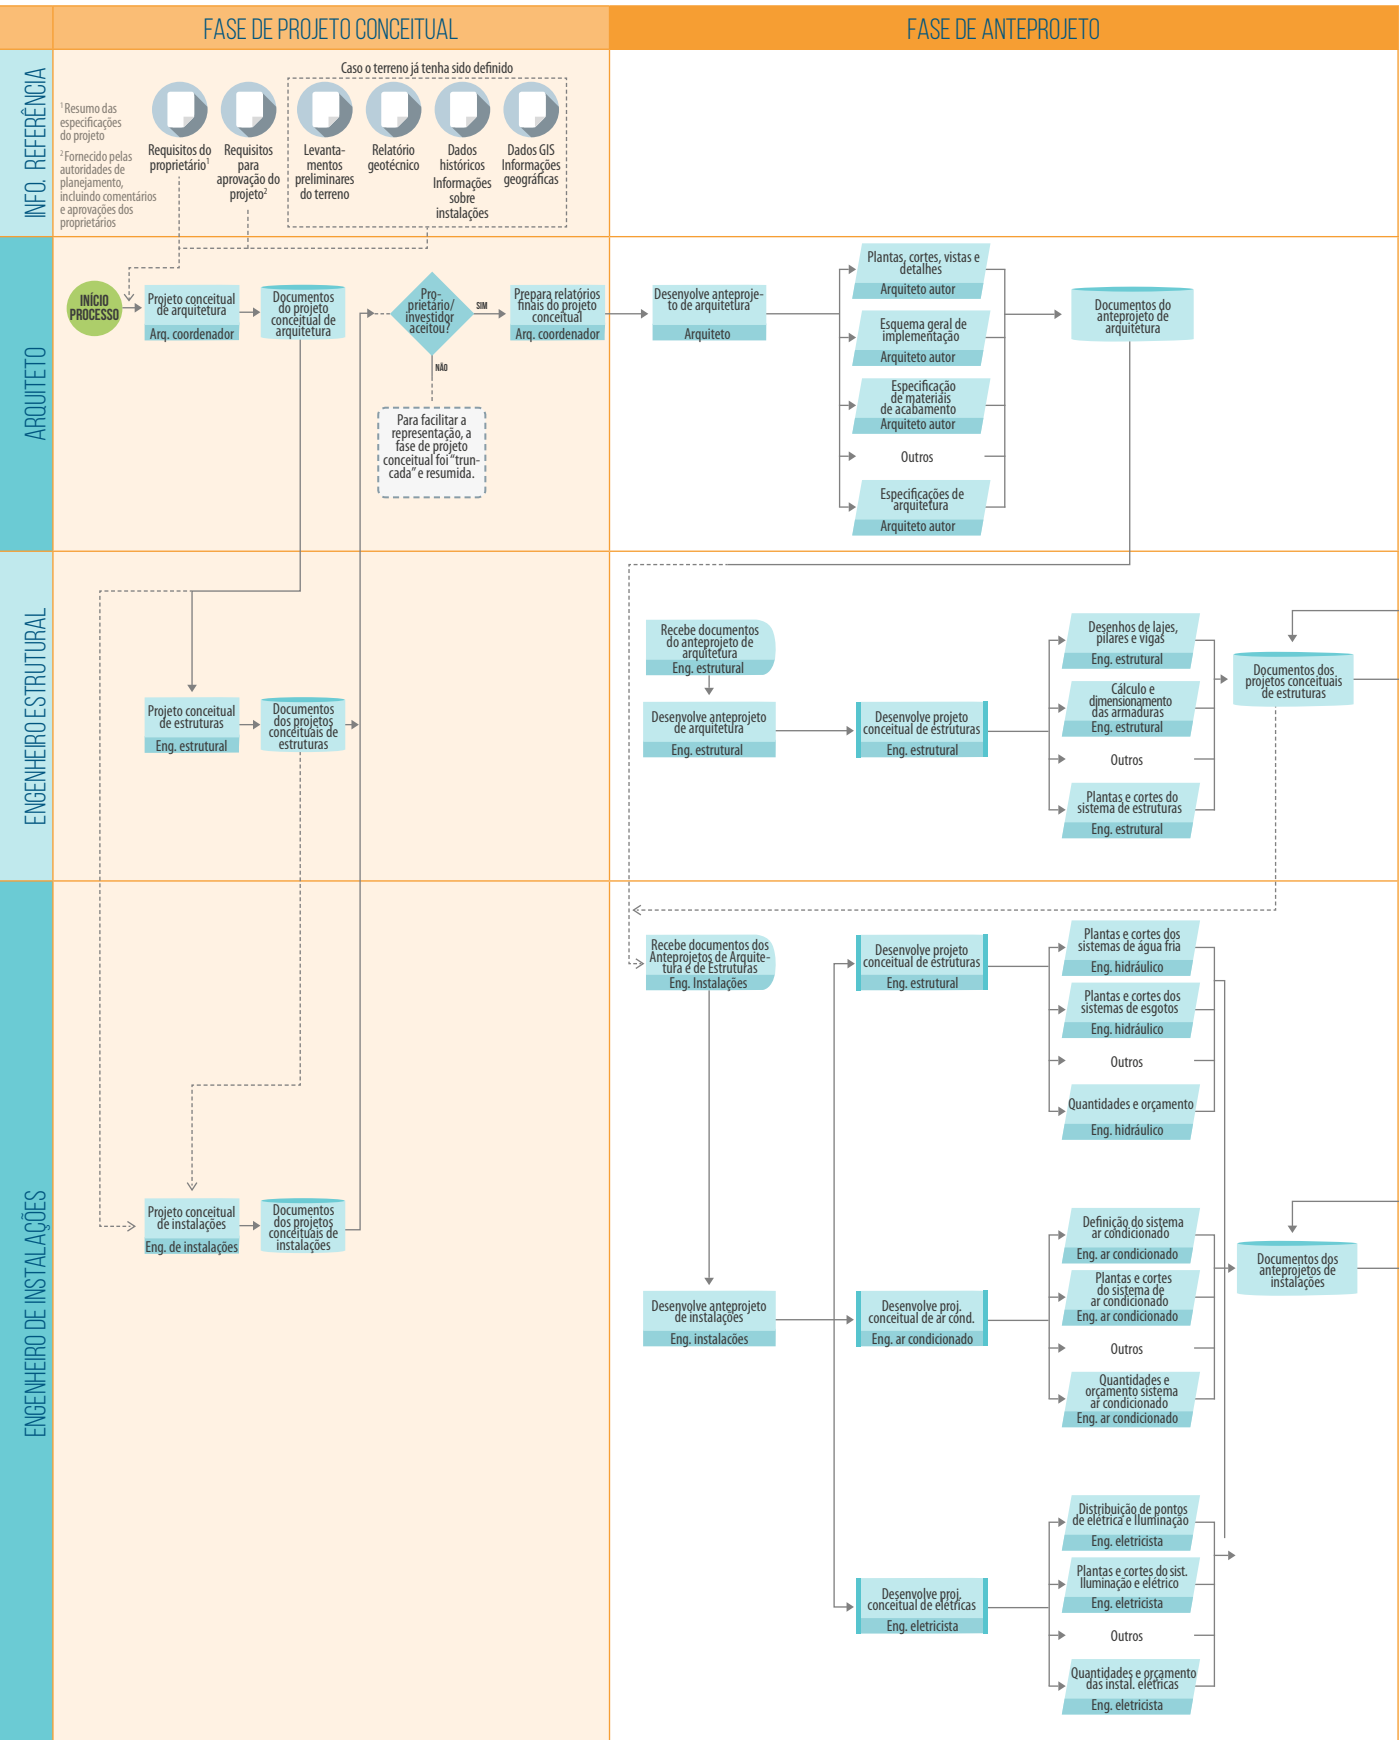 FASE DE PROJETO CONCEITUAL
FASE DE ANTEPROJETO
INFO. REFERÊNCIA
¹ Resumo das
especificações
do projeto
² Fornecido pelas
autoridades de
planejamento,
incluindo comentários
e aprovações dos
proprietários
Caso o terreno já tenha sido definido
Requisitos do
proprietário¹
Requisitos
para
aprovação do
projeto²
Levanta-
mentos
preliminares
do terreno
Relatório
geotécnico
Dados
históricos
Informações
sobre
instalações
Dados GIS
Informações
geográficas
ARQUITETO
INÍCIO
PROCESSO
Projeto conceitual
de arquitetura
Arq. coordenador
Documentos
do projeto
conceitual de
arquitetura
Pro-
prietário/
investidor
aceitou?
SIM
NÃO
Para facilitar a
representação, a
fase de projeto
conceitual foi “trun-
cada” e resumida.
Prepara relatórios
finais do projeto
conceitual
Arq. coordenador
Desenvolve anteproje-
to de arquitetura
Arquiteto
Plantas, cortes, vistas e
detalhes
Arquiteto autor
Esquema geral de
implementação
Arquiteto autor
Especificação
de materiais
de acabamento
Arquiteto autor
Outros
Especificações de
arquitetura
Arquiteto autor
Documentos do
anteprojeto de
arquitetura
ENGENHEIRO ESTRUTURAL
Projeto conceitual
de estruturas
Eng. estrutural
Documentos
dos projetos
conceituais de
estruturas
Recebe documentos
do anteprojeto de
arquitetura
Eng. estrutural
Desenvolve anteprojeto
de arquitetura
Eng. estrutural
Desenvolve projeto
conceitual de estruturas
Eng. estrutural
Desenhos de lajes,
pilares e vigas
Eng. estrutural
Cálculo e
dimensionamento
das armaduras
Eng. estrutural
Outros
Plantas e cortes do
sistema de estruturas
Eng. estrutural
Documentos dos
projetos conceituais
de estruturas
ENGENHEIRO DE INSTALAÇÕES
Projeto conceitual
de instalações
Eng. de instalações
Documentos
dos projetos
conceituais de
instalações
Recebe documentos dos
Anteprojetos de Arquite-
tura e de Estruturas
Eng. Instalações
Desenvolve anteprojeto
de instalações
Eng. instalacões
Desenvolve projeto
conceitual de estruturas
Eng. estrutural
Plantas e cortes dos
sistemas de água fria
Eng. hidráulico
Plantas e cortes dos
sistemas de esgotos
Eng. hidráulico
Outros
Quantidades e orçamento
Eng. hidráulico
Desenvolve proj.
conceitual de ar cond.
Eng. ar condicionado
Definição do sistema
ar condicionado
Eng. ar condicionado
Plantas e cortes
do sistema de
ar condicionado
Eng. ar condicionado
Outros
Quantidades e
orçamento sistema
ar condicionado
Eng. ar condicionado
Documentos dos
anteprojetos de
instalações
Desenvolve proj.
conceitual de elétricas
Eng. eletricista
Distribuição de pontos
de elétrica e Iluminação
Eng. eletricista
Plantas e cortes do sist.
Iluminação e elétrico
Eng. eletricista
Outros
Quantidades e orçamento
das instal. elétricas
Eng. eletricista